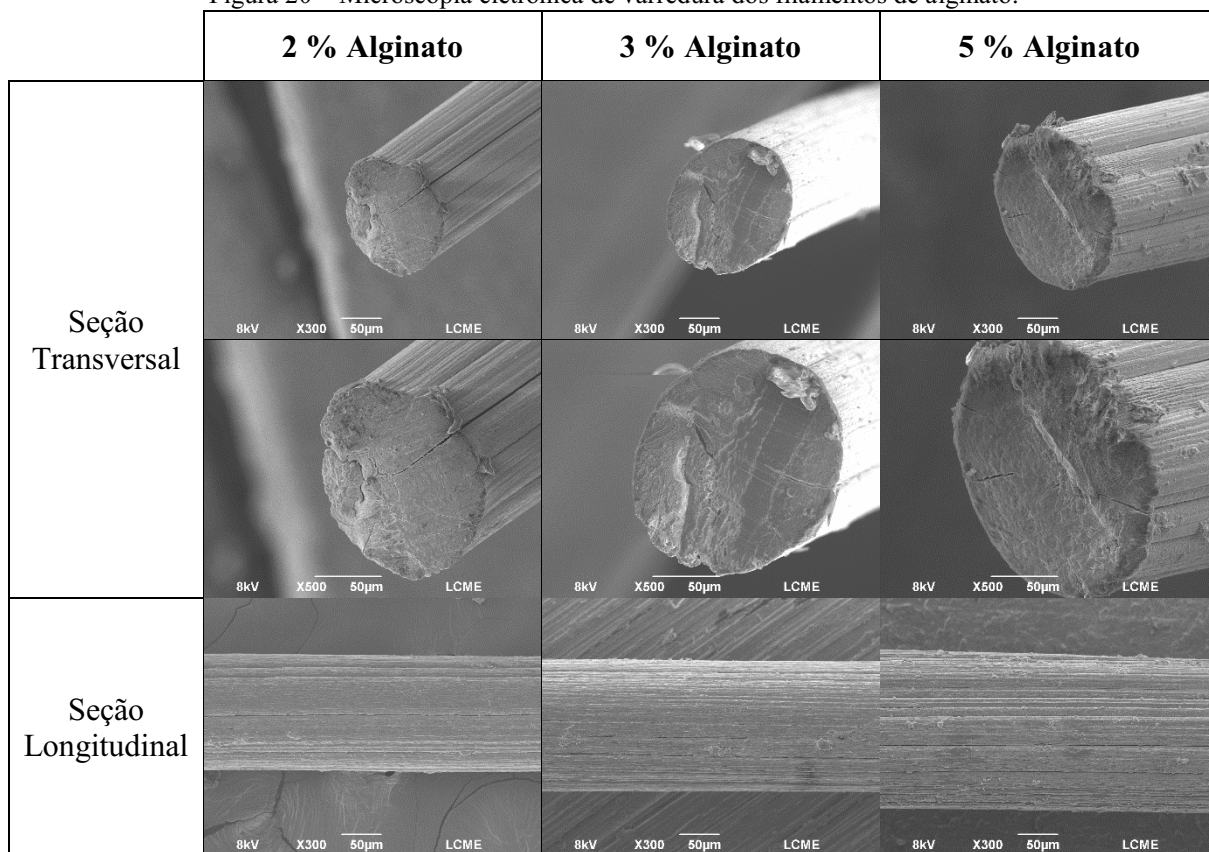 Figura 20 – Microscopia eletrônica de varredura dos filamentos de alginato.
2 % Alginato 3 % Alginato 5 % Alginato
Seção
Transversal
8kV X300 50µm LCME
8kV X300 50µm LCME
8kV X300 50µm LCME
8kV X500 50µm LCME
8kV X500 50µm LCME
8kV X500 50µm LCME
Seção
Longitudinal
8kV X300 50µm LCME
8kV X300 50µm LCME
8kV X300 50µm LCME